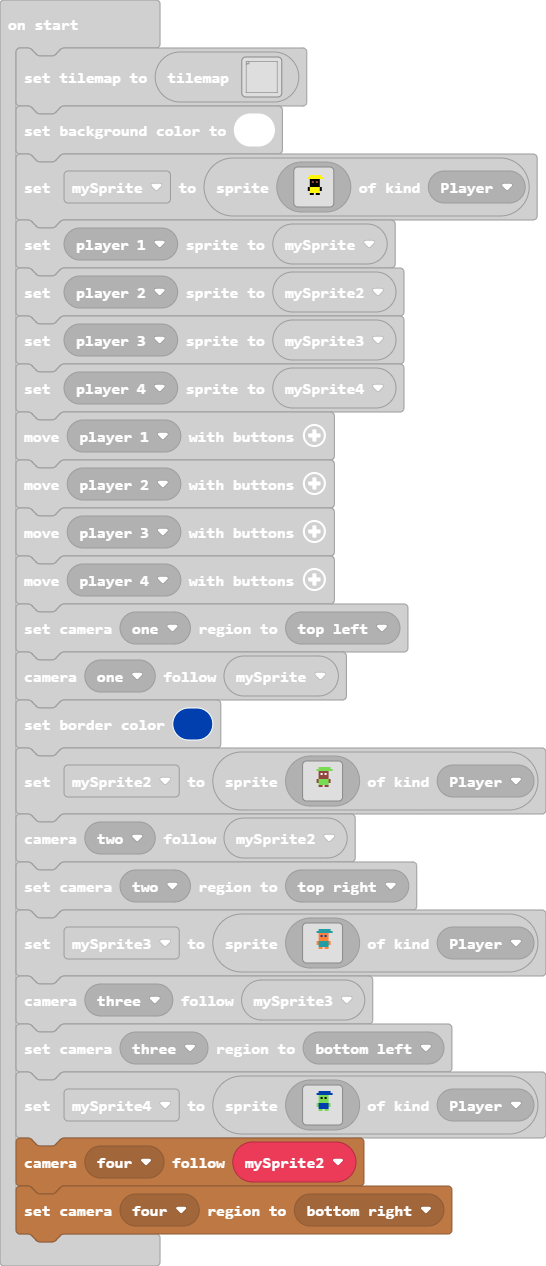 on start
set tilemap to tilemap
set background color to
set mySprite to sprite of kind Player
set player 1 sprite to mySprite
set player 2 sprite to mySprite2
set player 3 sprite to mySprite3
set player 4 sprite to mySprite4
move player 1 with buttons
move player 2 with buttons
move player 3 with buttons
move player 4 with buttons
set camera one region to top left
camera one follow mySprite
set border color
set mySprite2 to sprite of kind Player
camera two follow mySprite2
set camera two region to top right
set mySprite3 to sprite of kind Player
camera three follow mySprite3
set camera three region to bottom left
set mySprite4 to sprite of kind Player
camera four follow mySprite2
set camera four region to bottom right